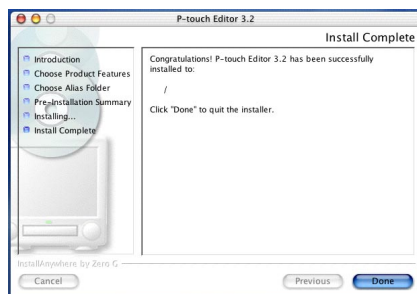 P-touch Editor 3.2
Install Complete
Introduction
Choose Product Features
Choose Alias Folder
Pre-Installation Summary
Installing...
Install Complete
Congratulations! P-touch Editor 3.2 has been successfully
installed to:
/
Click "Done" to quit the installer.
InstallAnywhere by Zero G
Cancel
Previous
Done